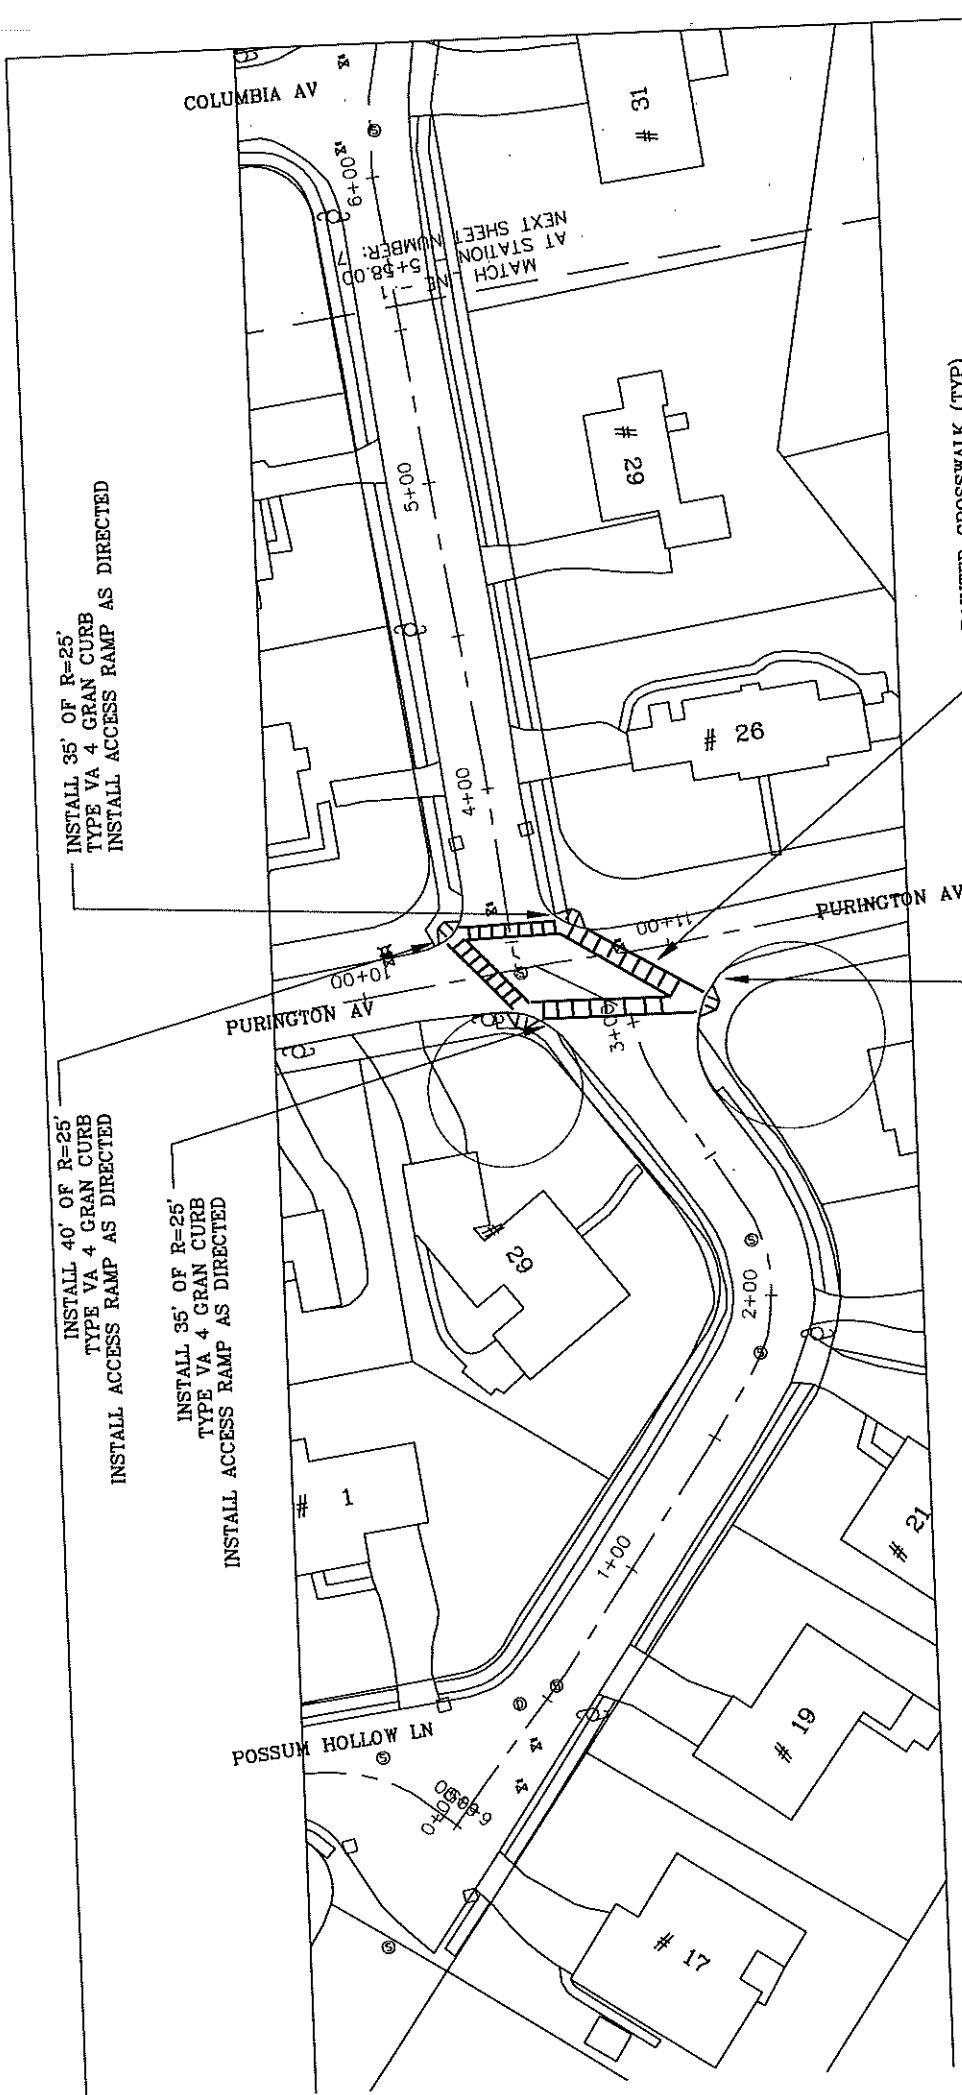 COLUMBIA AV
# 31
6+00
MATCH LINE - 1
AT STATION 5+58.00
NEXT SHEET NUMBER: 7
# 29
5+00
INSTALL 35' OF R=25'
TYPE VA 4 GRAN CURB
INSTALL ACCESS RAMP AS DIRECTED
PAINTED CROSSWALK (TYP)
# 26
4+00
PURINGTON AV
11+00
10+00
PURINGTON AV
3+00
INSTALL 40' OF R=25'
TYPE VA 4 GRAN CURB
INSTALL ACCESS RAMP AS DIRECTED
INSTALL 35' OF R=25'
TYPE VA 4 GRAN CURB
INSTALL ACCESS RAMP AS DIRECTED
29
2+00
# 1
# 21
1+00
POSSUM HOLLOW LN
# 19
0+00
# 17